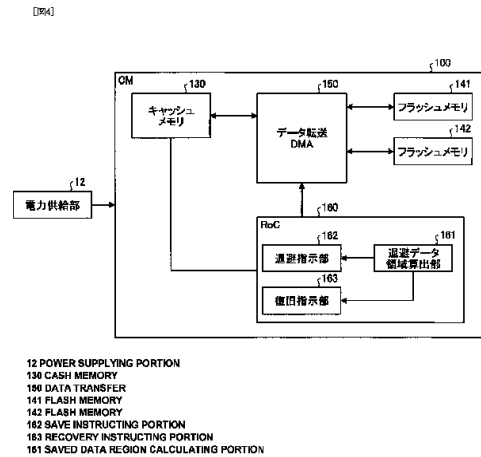 [図4]
100
CM
130
キャッシュ
メモリ
150
データ転送
DMA
141
フラッシュメモリ
142
フラッシュメモリ
12
電力供給部
160
RoC
162
退避指示部
161
退避データ
領域算出部
163
復旧指示部
12 POWER SUPPLYING PORTION
130 CASH MEMORY
150 DATA TRANSFER
141 FLASH MEMORY
142 FLASH MEMORY
162 SAVE INSTRUCTING PORTION
163 RECOVERY INSTRUCTING PORTION
161 SAVED DATA REGION CALCULATING PORTION